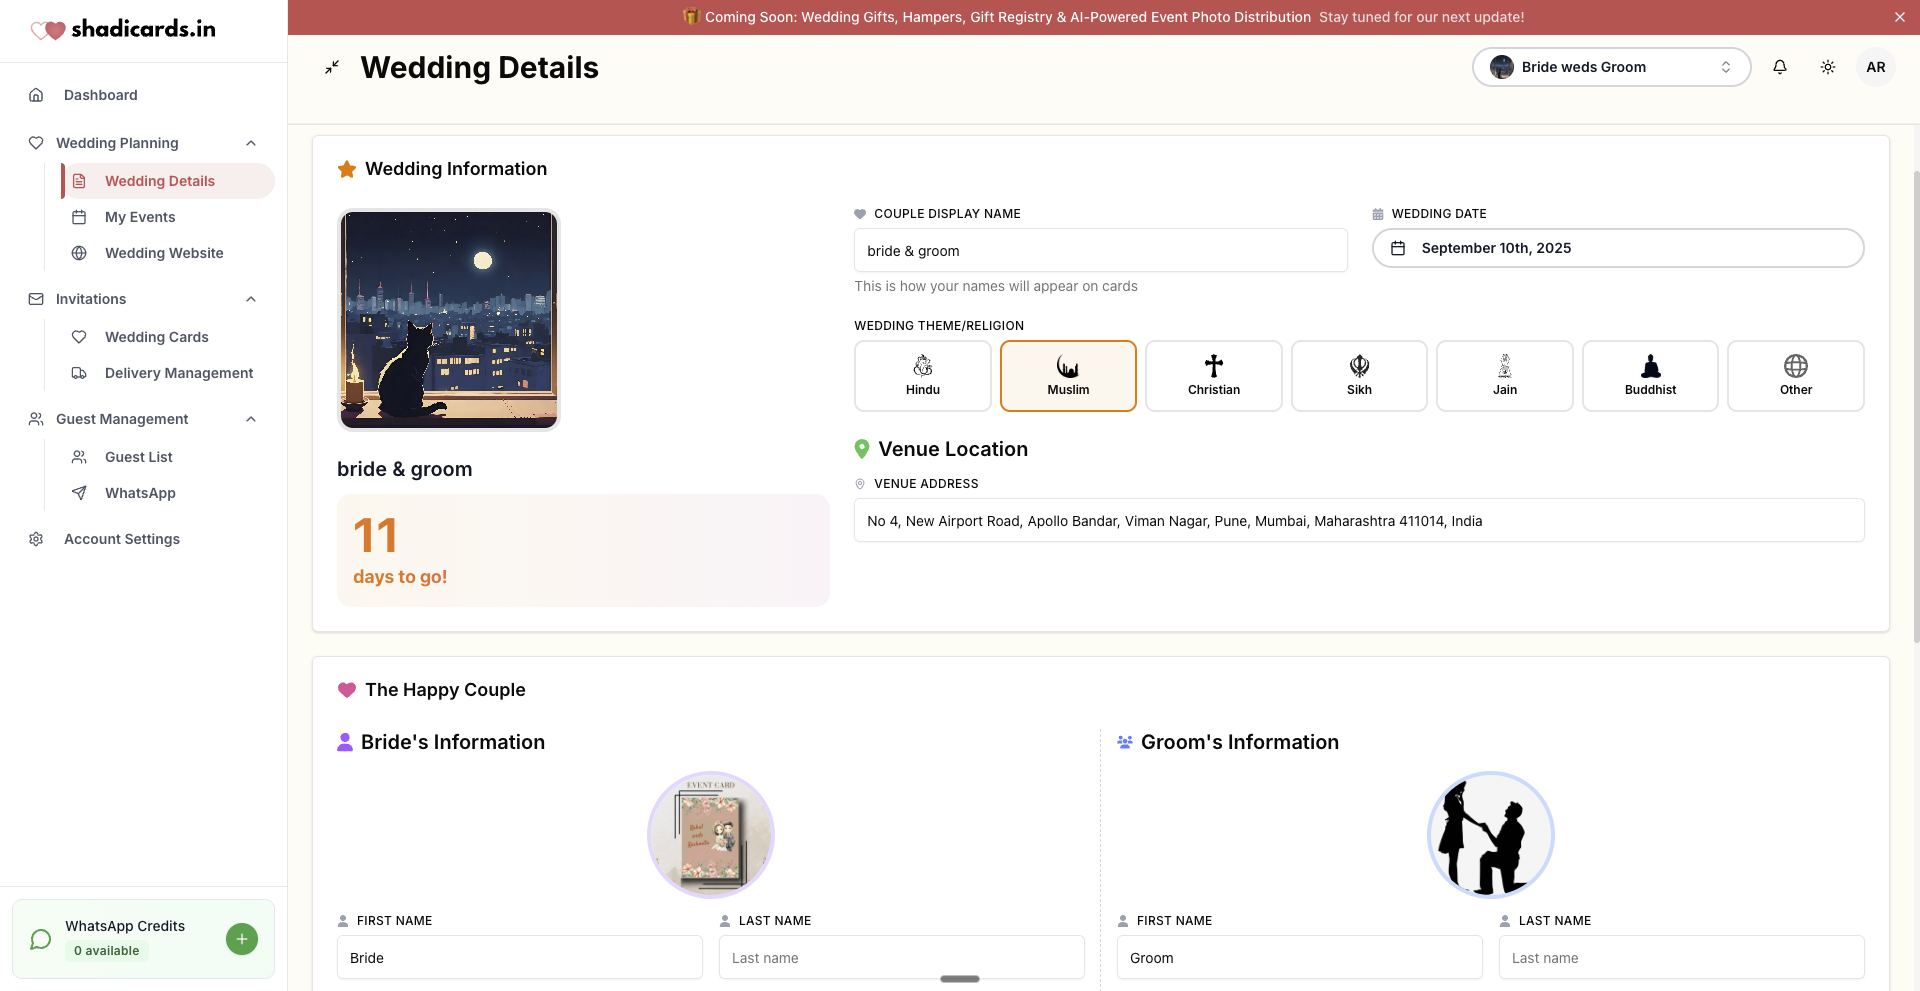 shadicards.in
Coming Soon: Wedding Gifts, Hampers, Gift Registry & AI-Powered Event Photo Distribution Stay tuned for our next update!
Wedding Details
Bride weds Groom
AR
Dashboard
Wedding Planning
Wedding Details
My Events
Wedding Website
Invitations
Wedding Cards
Delivery Management
Guest Management
Guest List
WhatsApp
Account Settings
WhatsApp Credits
0 available
Wedding Information
bride & groom
11
days to go!
COUPLE DISPLAY NAME
bride & groom
This is how your names will appear on cards
WEDDING DATE
September 10th, 2025
WEDDING THEME/RELIGION
Hindu
Muslim
Christian
Sikh
Jain
Buddhist
Other
Venue Location
VENUE ADDRESS
No 4, New Airport Road, Apollo Bandar, Viman Nagar, Pune, Mumbai, Maharashtra 411014, India
The Happy Couple
Bride's Information
EVENT CARD
weds
FIRST NAME
Bride
LAST NAME
Last name
Groom's Information
FIRST NAME
Groom
LAST NAME
Last name